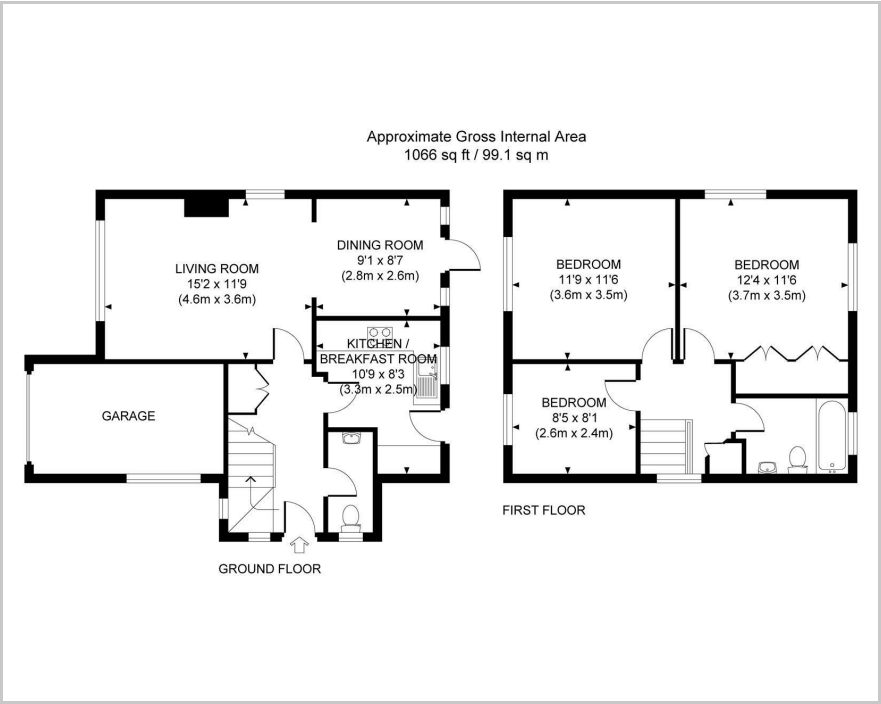 Approximate Gross Internal Area
1066 sq ft / 99.1 sq m
LIVING ROOM
15'2 x 11'9
(4.6m x 3.6m)
DINING ROOM
9'1 x 8'7
(2.8m x 2.6m)
KITCHEN /
BREAKFAST ROOM
10'9 x 8'3
(3.3m x 2.5m)
GARAGE
GROUND FLOOR
BEDROOM
11'9 x 11'6
(3.6m x 3.5m)
BEDROOM
12'4 x 11'6
(3.7m x 3.5m)
BEDROOM
8'5 x 8'1
(2.6m x 2.4m)
FIRST FLOOR